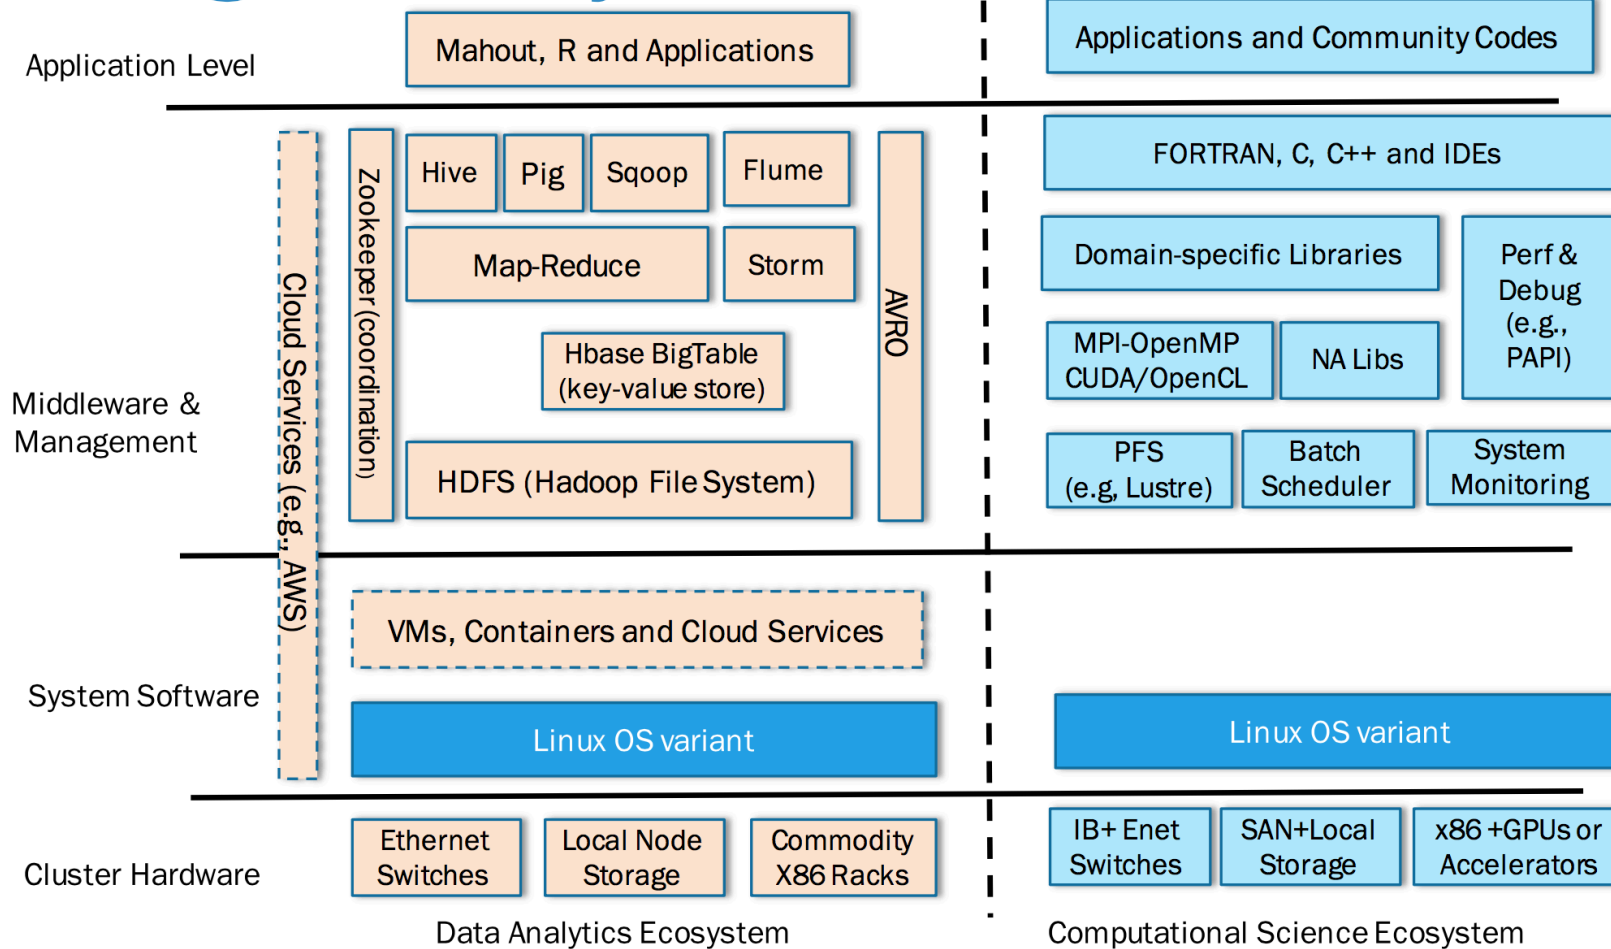 Application Level
Mahout, R and Applications
Applications and Community Codes
Middleware &
Management
Cloud Services (e.g., AWS)
Zookeeper (coordination)
Hive
Pig
Sqoop
Flume
Map-Reduce
Storm
Hbase BigTable
(key-value store)
HDFS (Hadoop File System)
AVRO
FORTRAN, C, C++ and IDEs
Domain-specific Libraries
Perf &
Debug
(e.g.,
PAPI)
MPI-OpenMP
CUDA/OpenCL
NA Libs
PFS
(e.g, Lustre)
Batch
Scheduler
System
Monitoring
System Software
VMs, Containers and Cloud Services
Linux OS variant
Linux OS variant
Cluster Hardware
Ethernet
Switches
Local Node
Storage
Commodity
X86 Racks
IB+ Enet
Switches
SAN+Local
Storage
x86 +GPUs or
Accelerators
Data Analytics Ecosystem
Computational Science Ecosystem